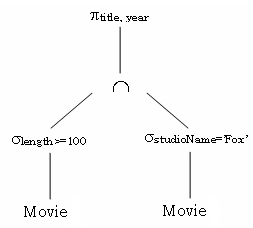 πtitle, year
∩
σlength>=100
σstudioName='Fox'
Movie
Movie